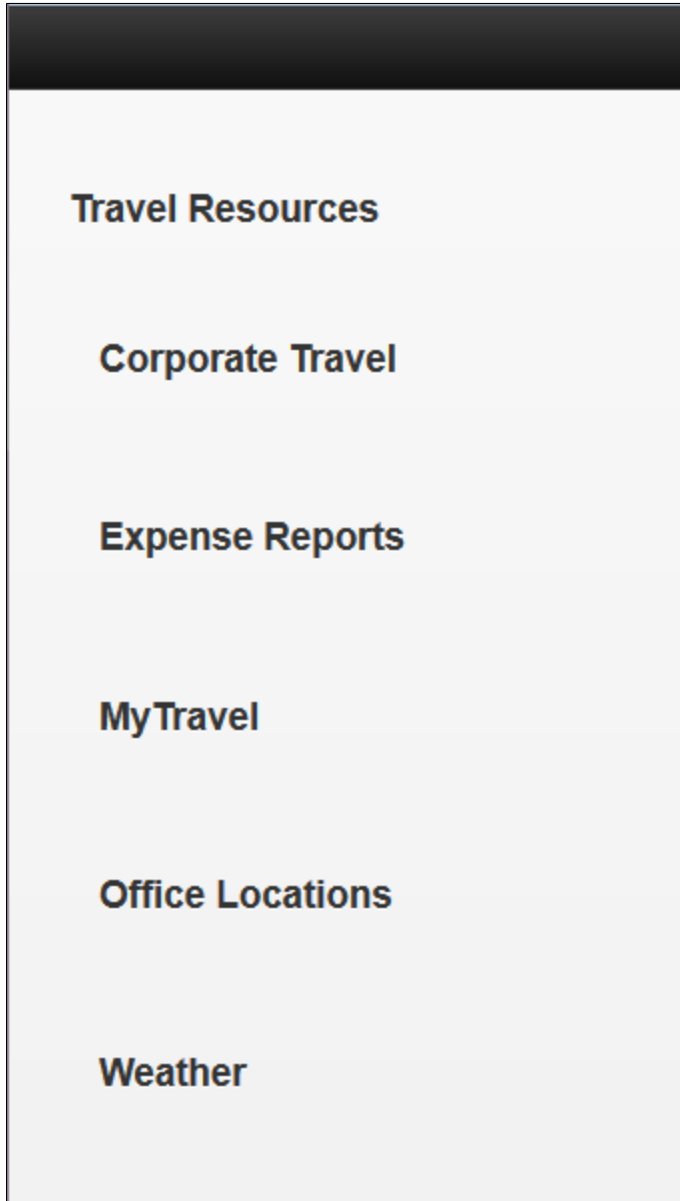 Travel Resources
Corporate Travel
Expense Reports
MyTravel
Office Locations
Weather